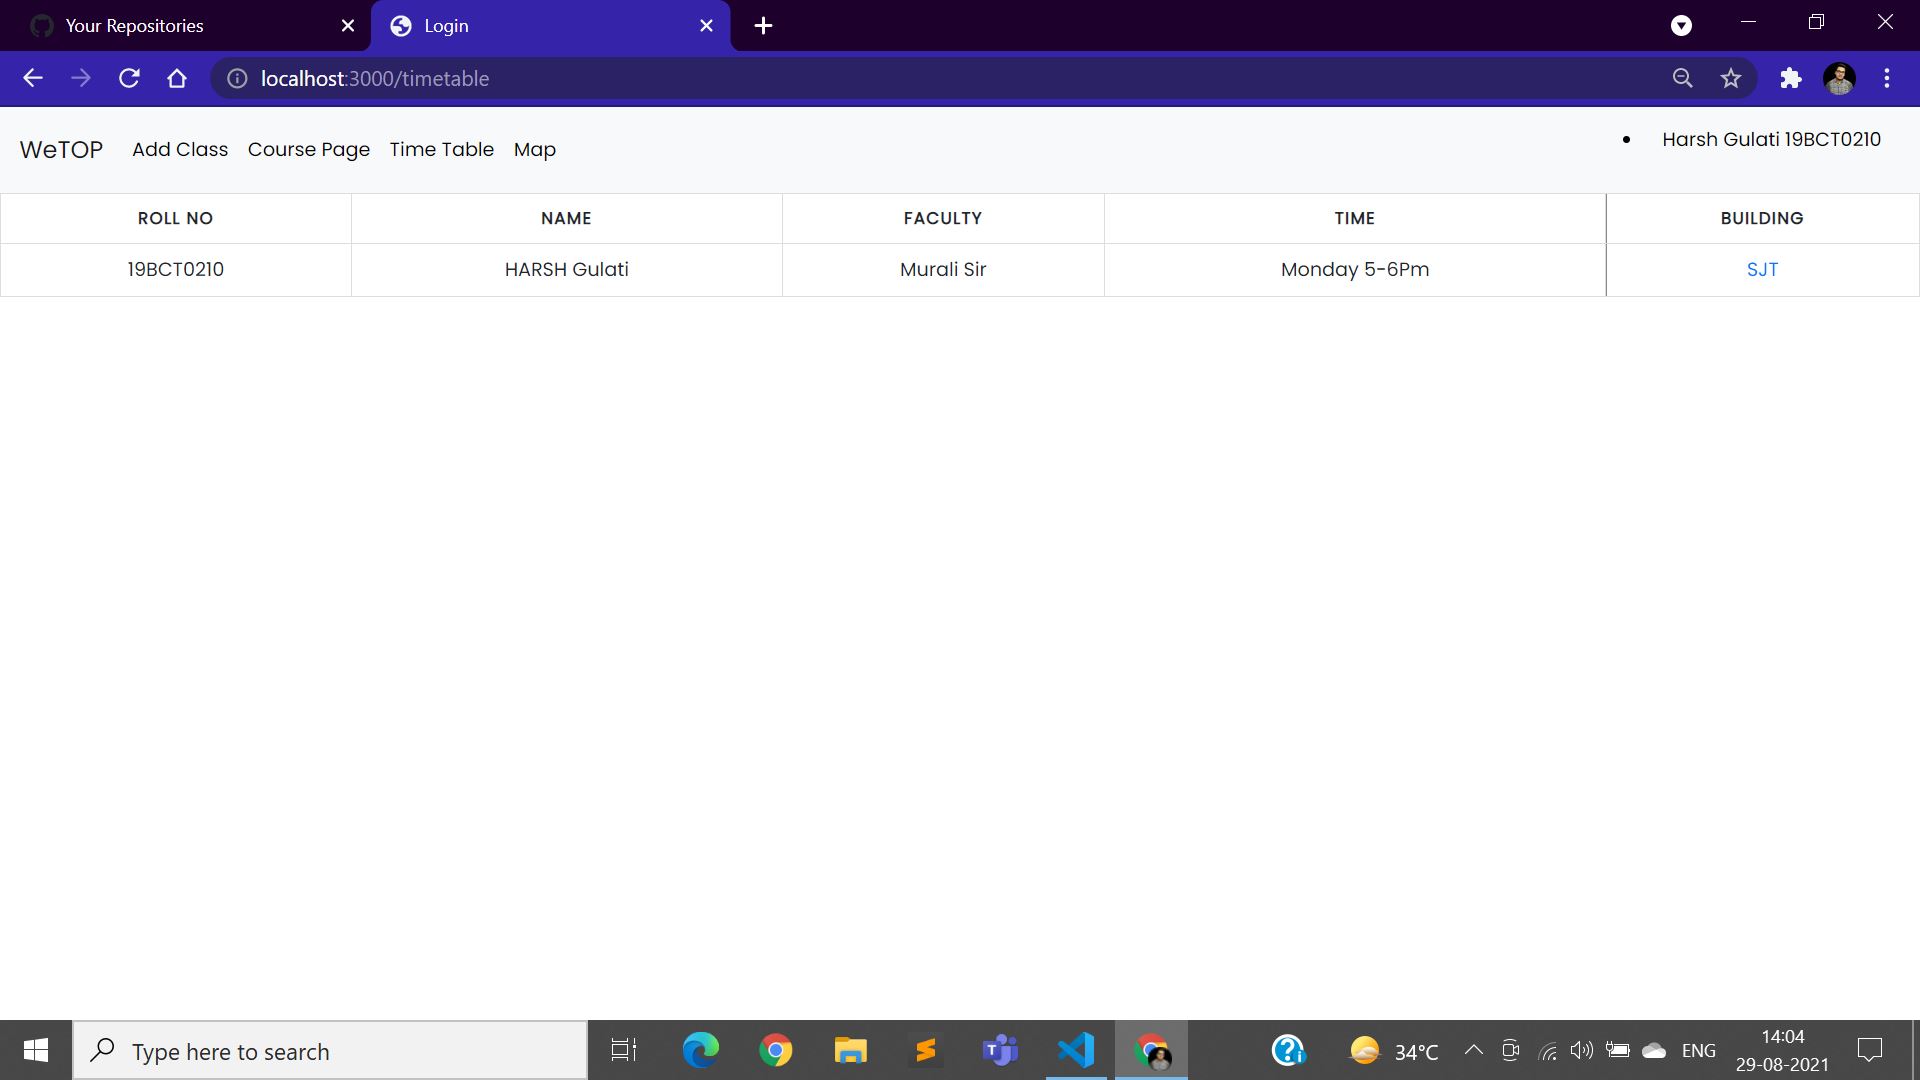 Your Repositories
Login
localhost:3000/timetable
WeTOP Add Class Course Page Time Table Map
• Harsh Gulati 19BCT0210
ROLL NO NAME FACULTY TIME BUILDING
19BCT0210 HARSH Gulati Murali Sir Monday 5-6Pm SJT
Type here to search
34°C
ENG
14:04
29-08-2021